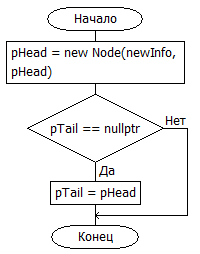 Начало
pHead = new Node(newInfo,
pHead)
pTail == nullptr
Нет
Да
pTail = pHead
Конец